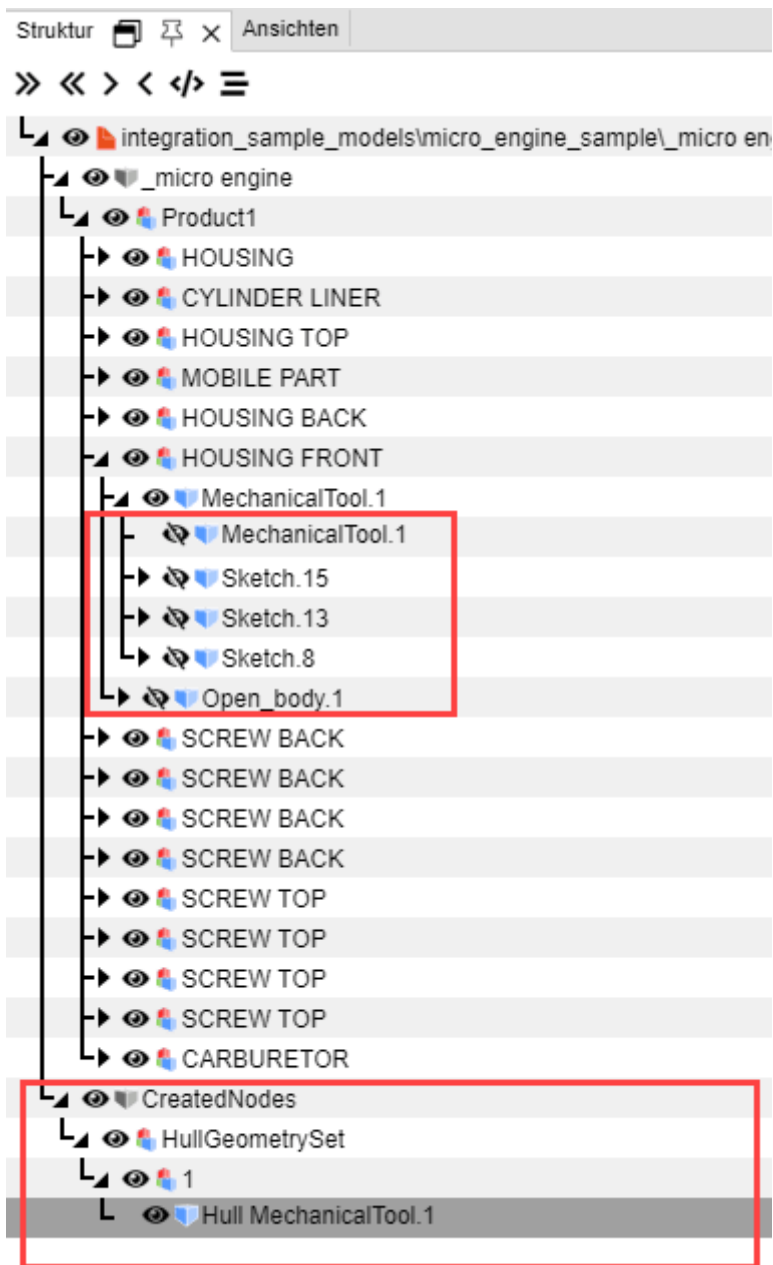 Struktur Ansichten
integration_sample_models\micro_engine_sample\_micro en
_micro engine
Product1
HOUSING
CYLINDER LINER
HOUSING TOP
MOBILE PART
HOUSING BACK
HOUSING FRONT
MechanicalTool.1
MechanicalTool.1
Sketch.15
Sketch.13
Sketch.8
Open_body.1
SCREW BACK
SCREW BACK
SCREW BACK
SCREW BACK
SCREW TOP
SCREW TOP
SCREW TOP
SCREW TOP
CARBURETOR
CreatedNodes
HullGeometrySet
1
Hull MechanicalTool.1